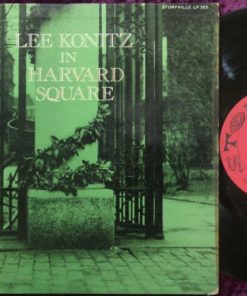 STORYVILLE LP 323
LEE KONITZ
IN
HARVARD
SQUARE